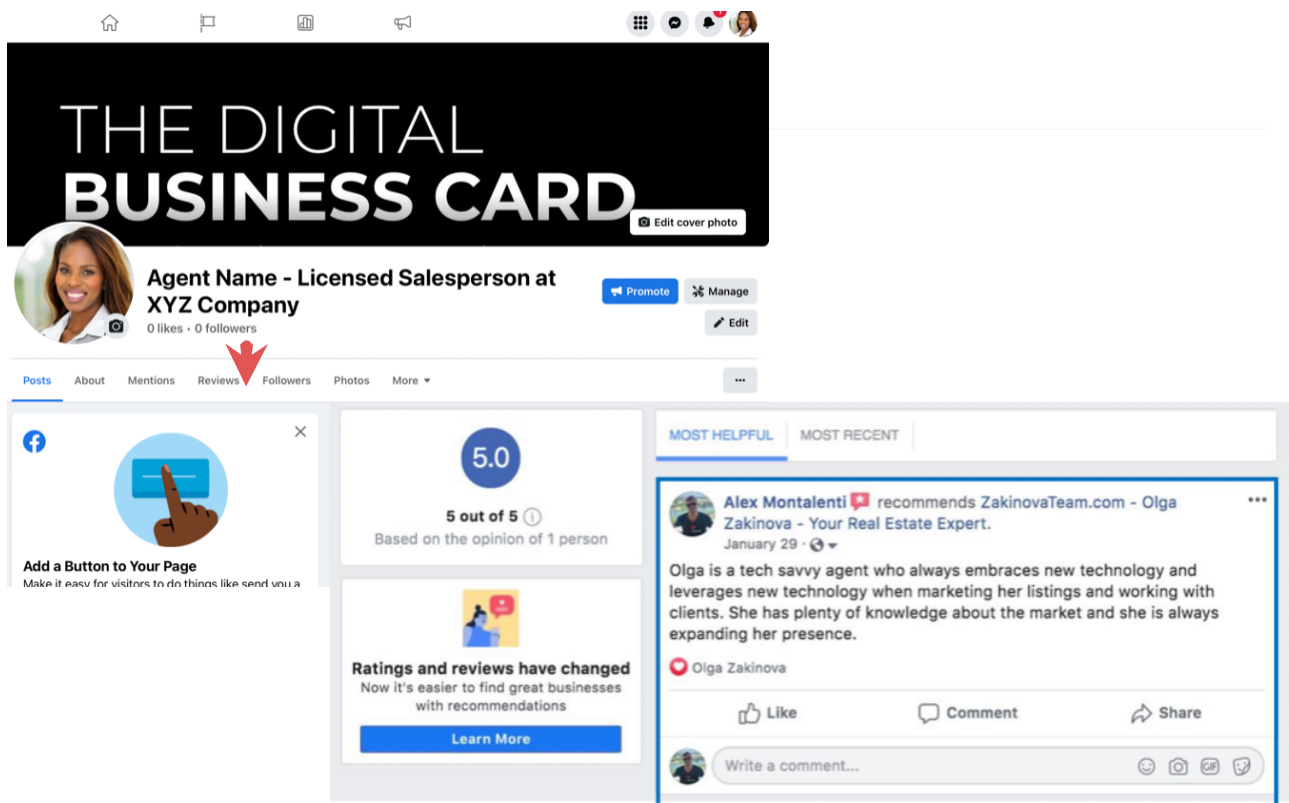 THE DIGITAL
BUSINESS CARD
Edit cover photo
Agent Name - Licensed Salesperson at
XYZ Company
0 likes · 0 followers
Promote
Manage
Edit
Posts
About
Mentions
Reviews
Followers
Photos
More
Add a Button to Your Page
Make it easy for visitors to do things like send you a
5.0
5 out of 5
Based on the opinion of 1 person
Ratings and reviews have changed
Now it's easier to find great businesses
with recommendations
Learn More
MOST HELPFUL
MOST RECENT
Alex Montalenti recommends ZakinovaTeam.com - Olga
Zakinova - Your Real Estate Expert.
January 29 ·
Olga is a tech savvy agent who always embraces new technology and
leverages new technology when marketing her listings and working with
clients. She has plenty of knowledge about the market and she is always
expanding her presence.
Olga Zakinova
Like
Comment
Share
Write a comment...
GIF